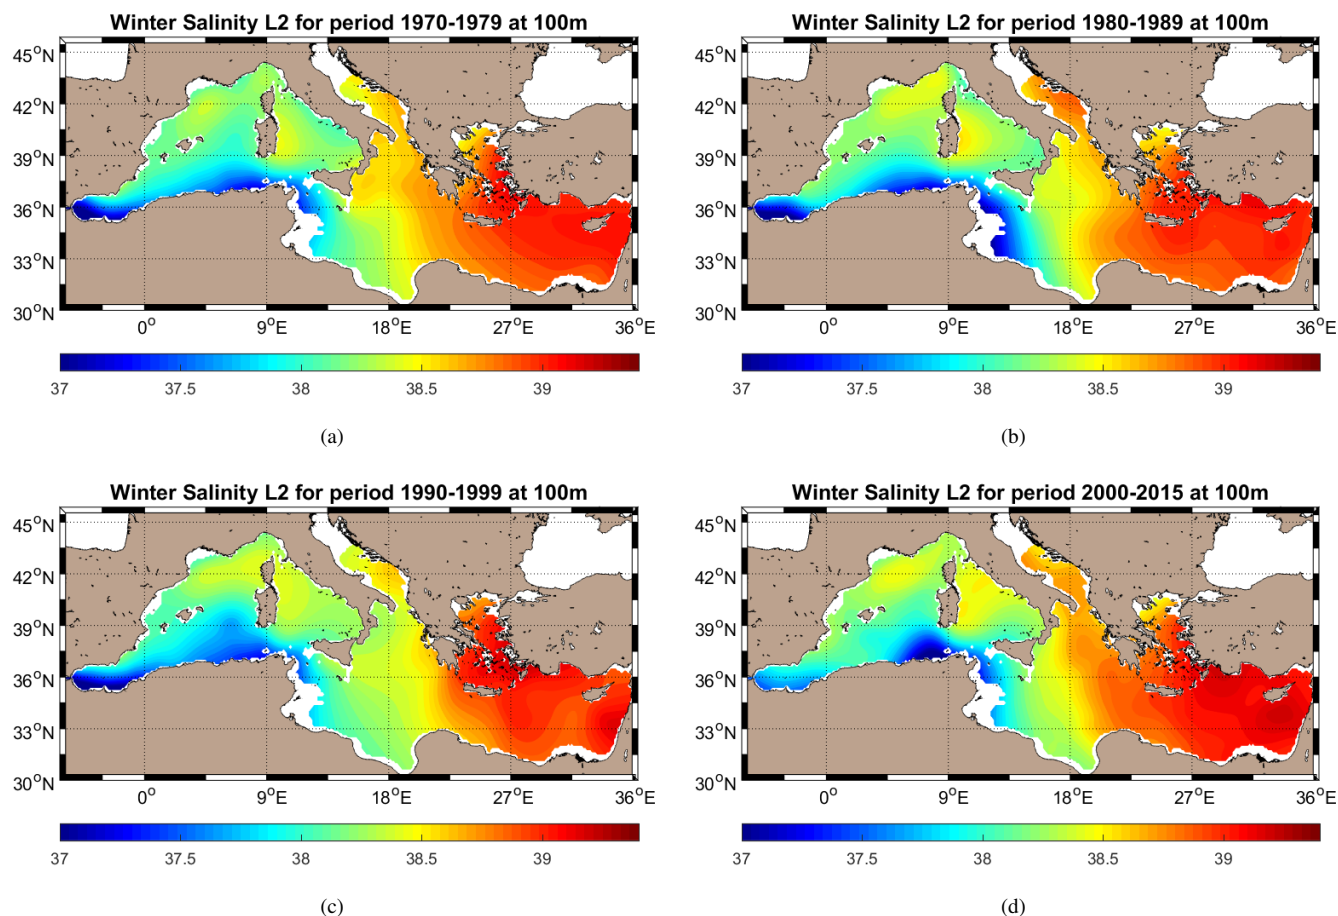 Winter Salinity L2 for period 1970-1979 at 100m
45°N
42°N
39°N
36°N
33°N
30°N
0° 9°E 18°E 27°E 36°E
37 37.5 38 38.5 39
(a)
Winter Salinity L2 for period 1980-1989 at 100m
45°N
42°N
39°N
36°N
33°N
30°N
0° 9°E 18°E 27°E 36°E
37 37.5 38 38.5 39
(b)
Winter Salinity L2 for period 1990-1999 at 100m
45°N
42°N
39°N
36°N
33°N
30°N
0° 9°E 18°E 27°E 36°E
37 37.5 38 38.5 39
(c)
Winter Salinity L2 for period 2000-2015 at 100m
45°N
42°N
39°N
36°N
33°N
30°N
0° 9°E 18°E 27°E 36°E
37 37.5 38 38.5 39
(d)